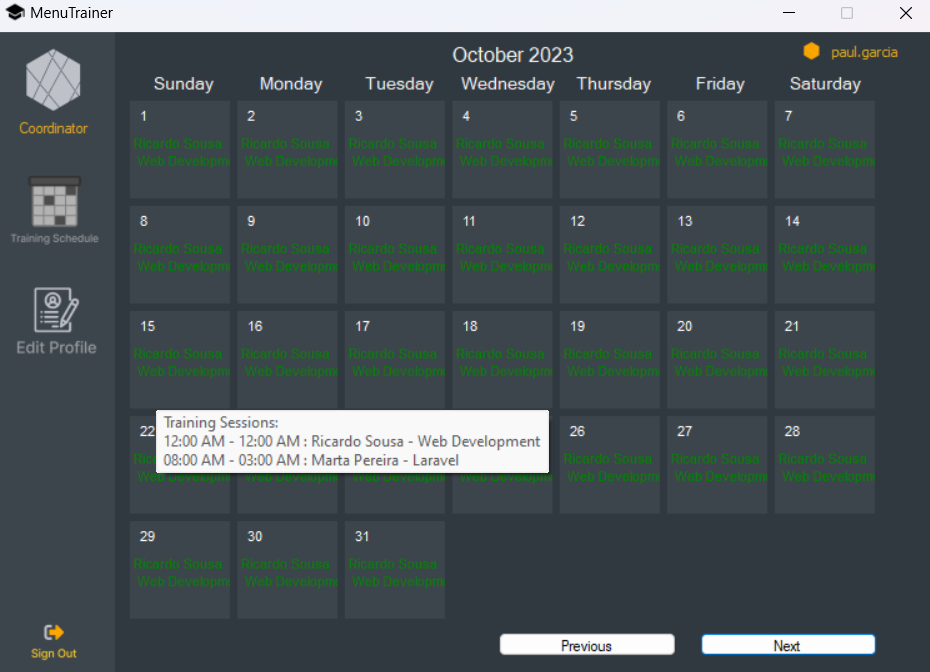 MenuTrainer
October 2023
paul.garcia
Coordinator
Training Schedule
Edit Profile
Sign Out
Sunday Monday Tuesday Wednesday Thursday Friday Saturday
1 2 3 4 5 6 7
Ricardo Sousa Ricardo Sousa Ricardo Sousa Ricardo Sousa Ricardo Sousa Ricardo Sousa Ricardo Sousa
Web Developm Web Developm Web Developm Web Developm Web Developm Web Developm Web Developm
8 9 10 11 12 13 14
Ricardo Sousa Ricardo Sousa Ricardo Sousa Ricardo Sousa Ricardo Sousa Ricardo Sousa Ricardo Sousa
Web Developm Web Developm Web Developm Web Developm Web Developm Web Developm Web Developm
15 16 17 18 19 20 21
Ricardo Sousa Ricardo Sousa Ricardo Sousa Ricardo Sousa Ricardo Sousa Ricardo Sousa Ricardo Sousa
Web Developm Web Developm Web Developm Web Developm Web Developm Web Developm Web Developm
Training Sessions:
12:00 AM - 12:00 AM : Ricardo Sousa - Web Development
08:00 AM - 03:00 AM : Marta Pereira - Laravel
22 26 27 28
Ricardo Sousa Ricardo Sousa Ricardo Sousa
Web Developm Web Developm Web Developm Web Developm Web Developm Web Developm Web Developm
29 30 31
Ricardo Sousa Ricardo Sousa Ricardo Sousa
Web Developm Web Developm Web Developm
Previous Next